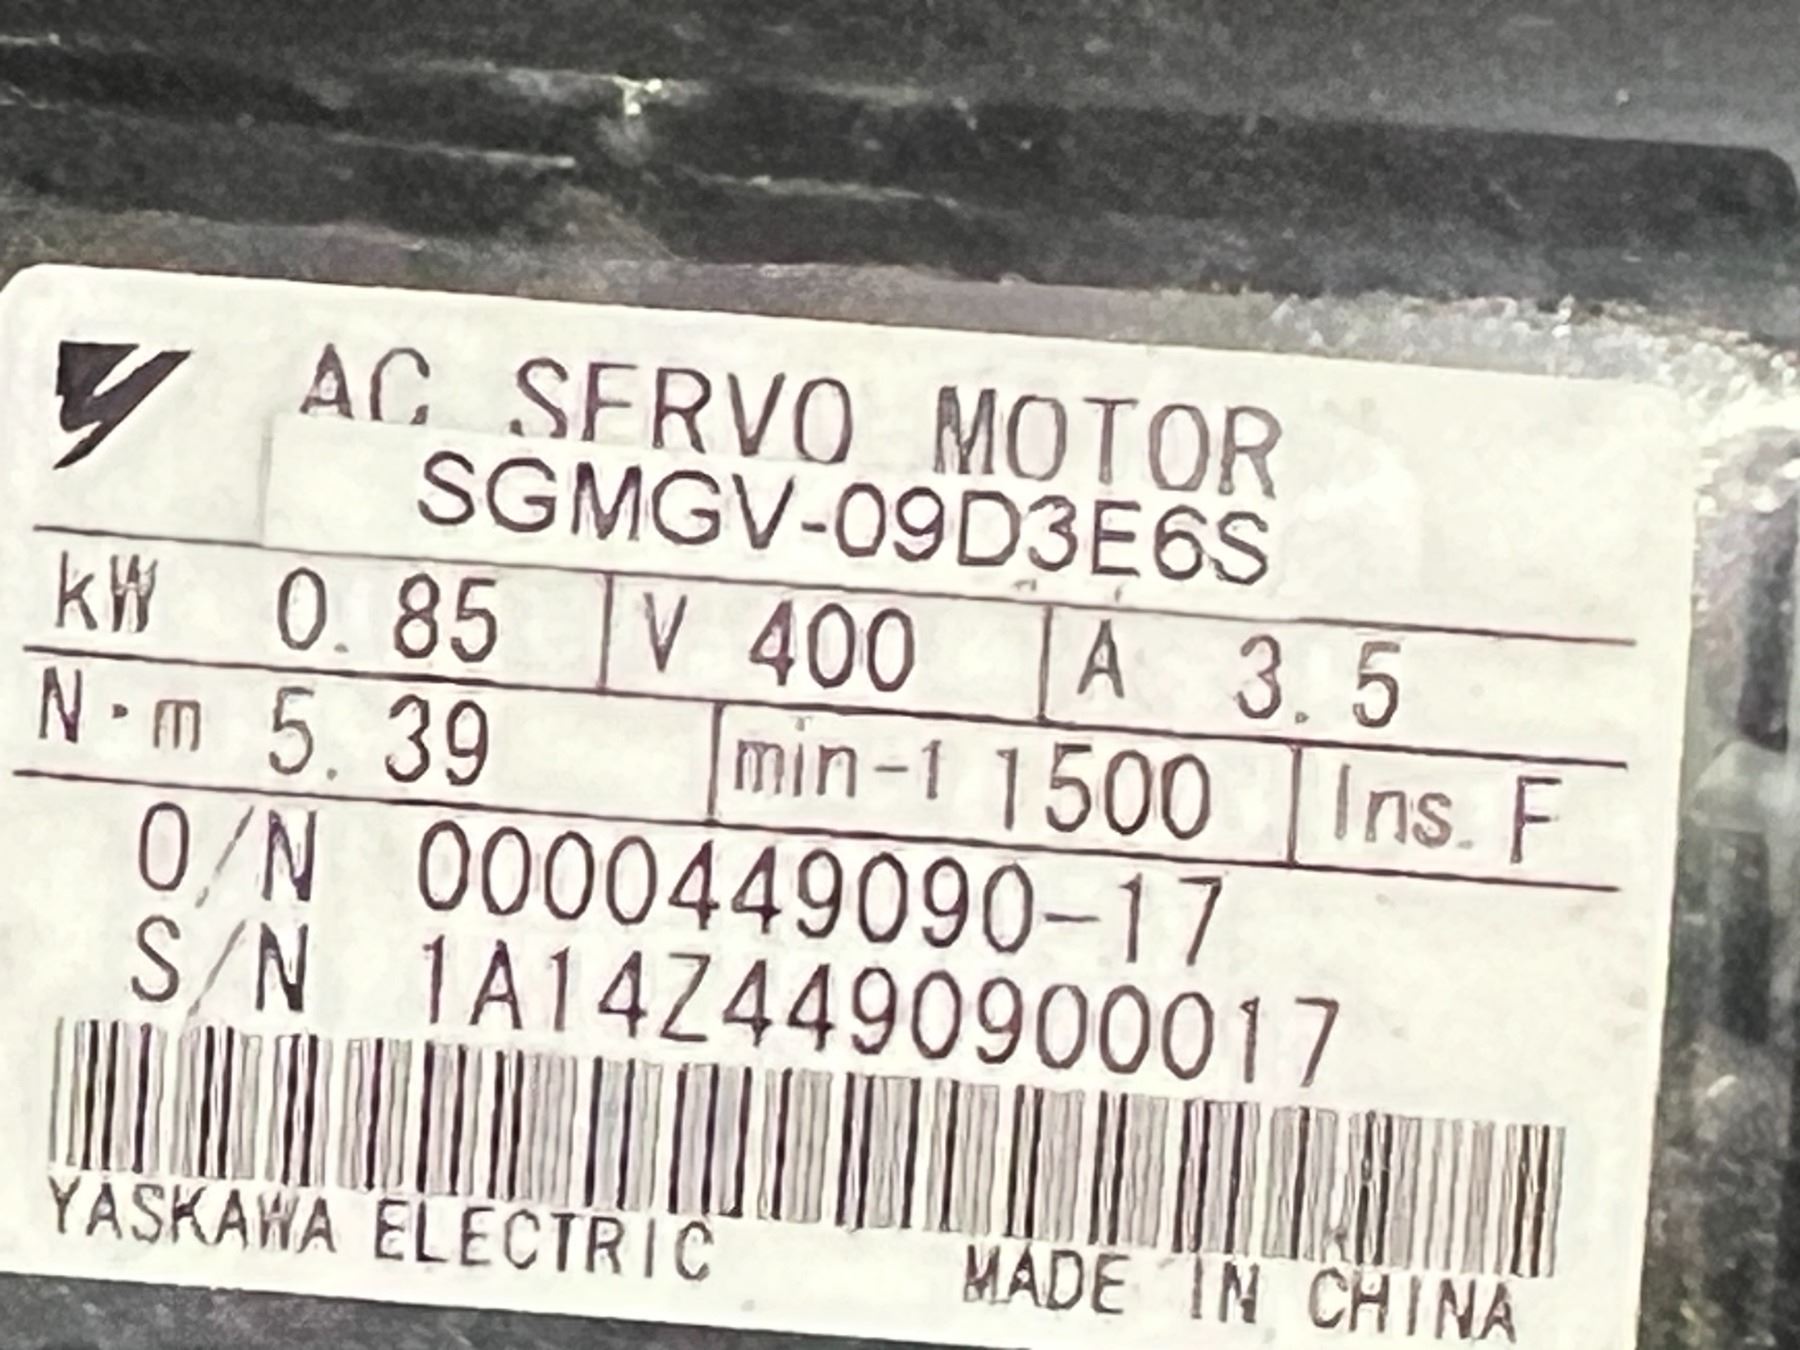 AC SERVO MOTOR
SGMGV-09D3E6S
kW 0.85 V 400 A 3.5
N·m 5.39 min-1 1500 Ins. F
O/N 0000449090-17
S/N 1A14Z4490900017
YASKAWA ELECTRIC MADE IN CHINA